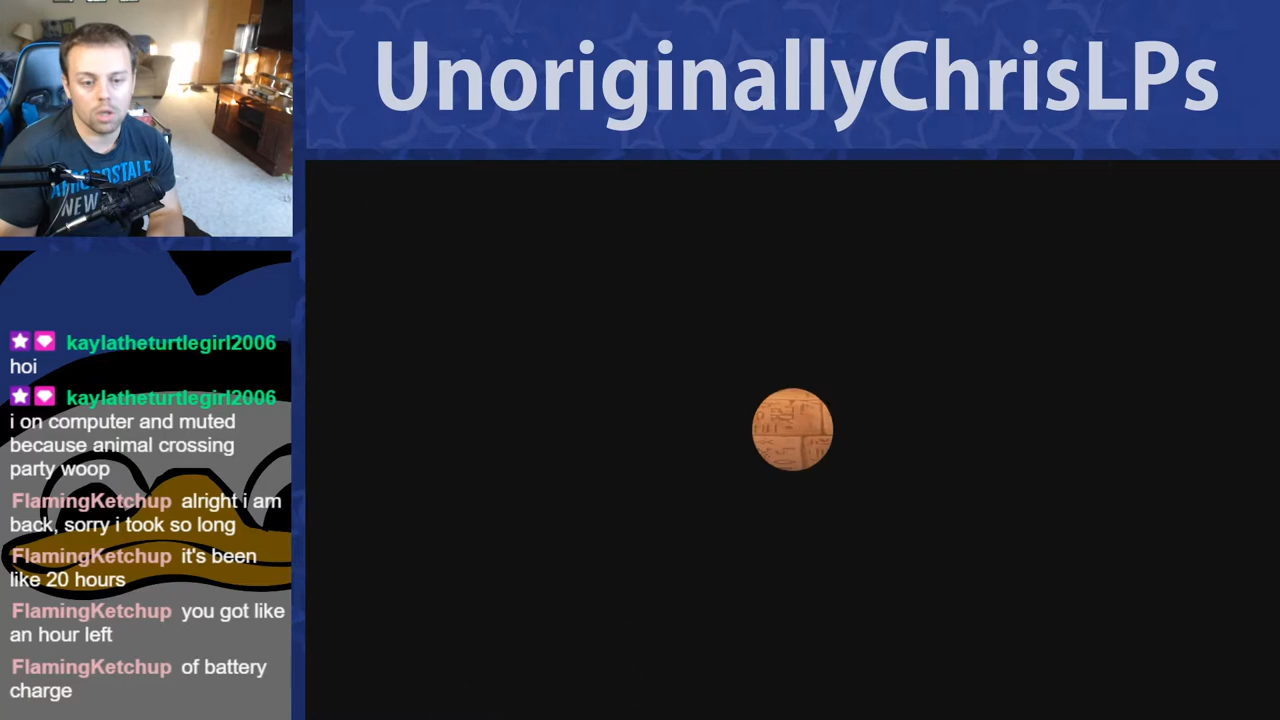 UnoriginallyChrisLPs
AEROPOSTALE
NEW
kaylatheturtlegirl2006
hoi
kaylatheturtlegirl2006
i on computer and muted
because animal crossing
party woop
FlamingKetchup alright i am
back, sorry i took so long
FlamingKetchup it's been
like 20 hours
FlamingKetchup you got like
an hour left
FlamingKetchup of battery
charge